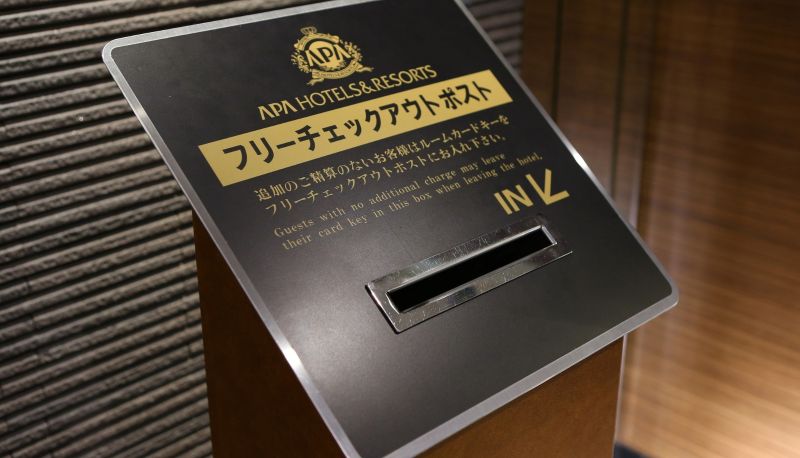 APA
APA HOTELS&RESORTS
フリーチェックアウトポスト
追加のご精算のないお客様はルームカードキーを
フリーチェックアウトポストにお入れ下さい。
Guests with no additional charge may leave
their card key in this box when leaving the hotel.
IN